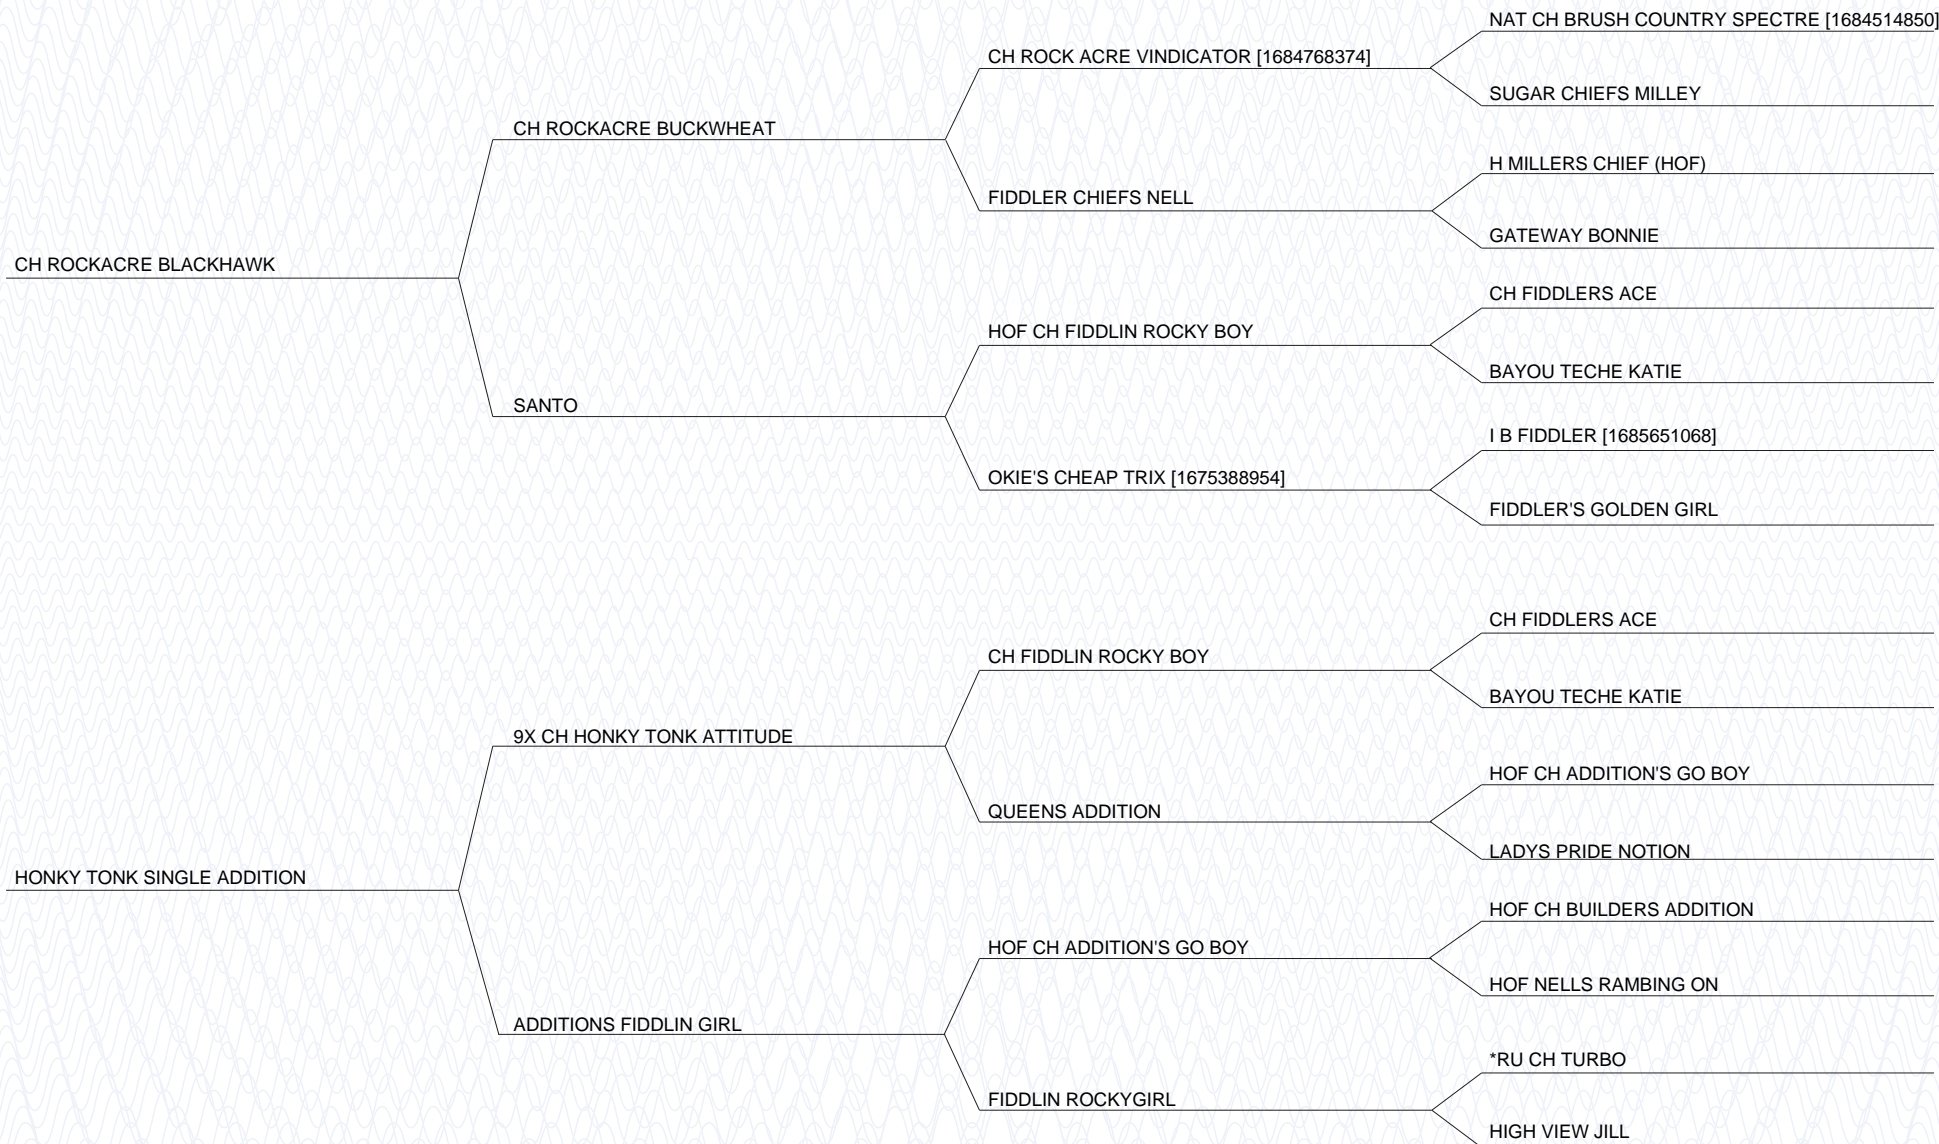 NAT CH BRUSH COUNTRY SPECTRE [1684514850]
CH ROCK ACRE VINDICATOR [1684768374]
SUGAR CHIEFS MILLEY
CH ROCKACRE BUCKWHEAT
H MILLERS CHIEF (HOF)
FIDDLER CHIEFS NELL
GATEWAY BONNIE
CH ROCKACRE BLACKHAWK
CH FIDDLERS ACE
HOF CH FIDDLIN ROCKY BOY
BAYOU TECHE KATIE
SANTO
I B FIDDLER [1685651068]
OKIE'S CHEAP TRIX [1675388954]
FIDDLER'S GOLDEN GIRL
CH FIDDLERS ACE
CH FIDDLIN ROCKY BOY
BAYOU TECHE KATIE
9X CH HONKY TONK ATTITUDE
HOF CH ADDITION'S GO BOY
QUEENS ADDITION
LADYS PRIDE NOTION
HONKY TONK SINGLE ADDITION
HOF CH BUILDERS ADDITION
HOF CH ADDITION'S GO BOY
HOF NELLS RAMBING ON
ADDITIONS FIDDLIN GIRL
*RU CH TURBO
FIDDLIN ROCKYGIRL
HIGH VIEW JILL